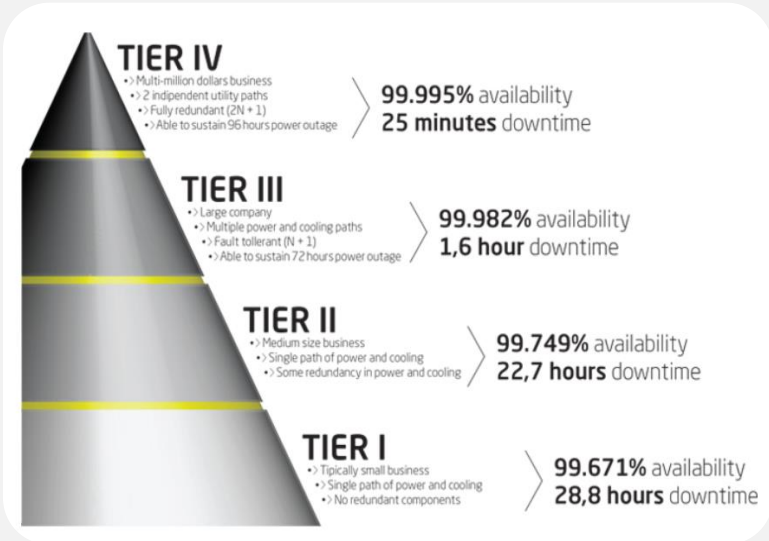 TIER IV
•> Multi-million dollars business
•> 2 indipendent utility paths
•> Fully redundant (2N + 1)
•> Able to sustain 96 hours power outage
99.995% availability
25 minutes downtime
TIER III
•> Large company
•> Multiple power and cooling paths
•> Fault tollerant (N + 1)
•> Able to sustain 72 hours power outage
99.982% availability
1,6 hour downtime
TIER II
•> Medium size business
•> Single path of power and cooling
•> Some redundancy in power and cooling
99.749% availability
22,7 hours downtime
TIER I
•> Tipically small business
•> Single path of power and cooling
•> No redundant components
99.671% availability
28,8 hours downtime